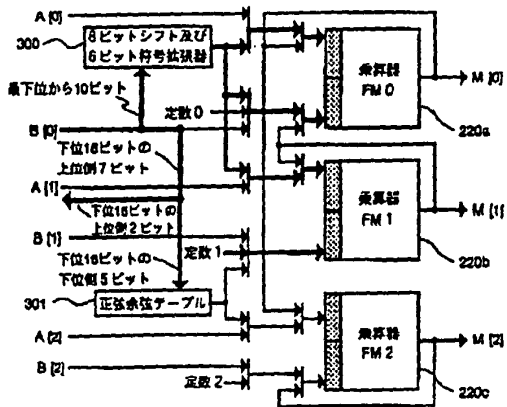 A [0]
300
8ビットシフト及び
6ビット符号拡張器
最下位から10ビット
定数0
B [0]
下位16ビットの
上位側7ビット
A [1]
下位16ビットの
上位側2ビット
B [1]
定数1
下位16ビットの
下位側5ビット
301
正弦余弦テーブル
A [2]
B [2]
定数2
乗算器
FM 0
M [0]
220a
乗算器
FM 1
M [1]
220b
乗算器
FM 2
M [2]
220c